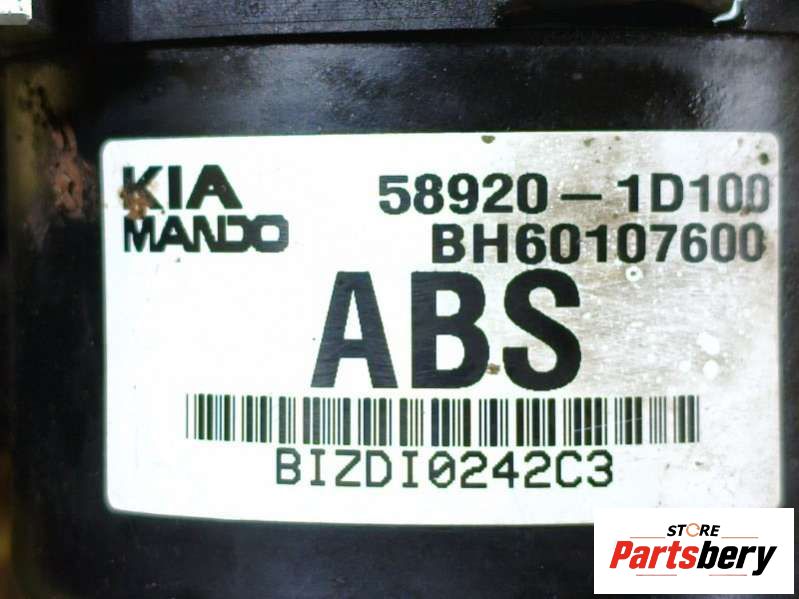 KIA 58920-1D100
MANDO BH60107600
ABS
BIZDI0242C3
STORE
Partsbery